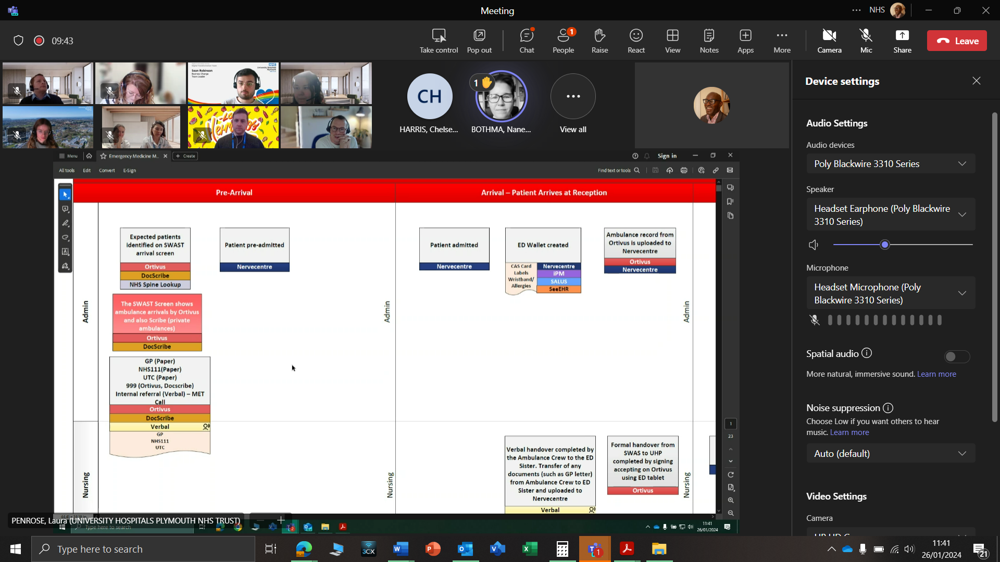 Meeting
NHS
09:43
Take control
Pop out
Chat
People
1
Raise
React
View
Notes
Apps
More
Camera
Mic
Share
Leave
Sean Robinson
Business Change
Team Leader
NHS
University Hospitals
Plymouth
CH
1
HARRIS, Chelse...
BOTHMA, Nane...
View all
Menu
Emergency Medicine M...
Create
Sign in
All tools
Edit
Convert
E-Sign
Find text or tools
Pre-Arrival
Arrival – Patient Arrives at Reception
Admin
Expected patients
identified on SWAST
arrival screen
Ortivus
DocScribe
NHS Spine Lookup
Patient pre-admitted
Nervecentre
The SWAST Screen shows
ambulance arrivals by Ortivus
and also Scribe (private
ambulances)
Ortivus
DocScribe
GP (Paper)
NHS111(Paper)
UTC (Paper)
999 (Ortivus, Docscribe)
Internal referral (Verbal) – MET
Call
Ortivus
DocScribe
Verbal
GP
NHS111
UTC
Nursing
Admin
Patient admitted
Nervecentre
ED Wallet created
CAS Card
Labels
Wristband/
Allergies
Nervecentre
iPM
SALUS
SeeEHR
Ambulance record from
Ortivus is uploaded to
Nervecentre
Ortivus
Nervecentre
Admin
Nursing
Verbal handover completed by
the Ambulance Crew to the ED
Sister. Transfer of any
documents (such as GP letter)
from Ambulance Crew to ED
Sister and uploaded to
Nervecentre
Verbal
Formal handover from
SWAS to UHP
completed by signing
accepting on Ortivus
using ED tablet
Ortivus
Nursing
1
23
PENROSE, Laura (UNIVERSITY HOSPITALS PLYMOUTH NHS TRUST)
Type here to search
11:41
26/01/2024
Device settings
Audio Settings
Audio devices
Poly Blackwire 3310 Series
Speaker
Headset Earphone (Poly Blackwire
3310 Series)
Microphone
Headset Microphone (Poly
Blackwire 3310 Series)
Spatial audio
More natural, immersive sound. Learn more
Noise suppression
Choose Low if you want others to hear
music. Learn more
Auto (default)
Video Settings
Camera
Type here to search
3CX
1
11:41
26/01/2024
21